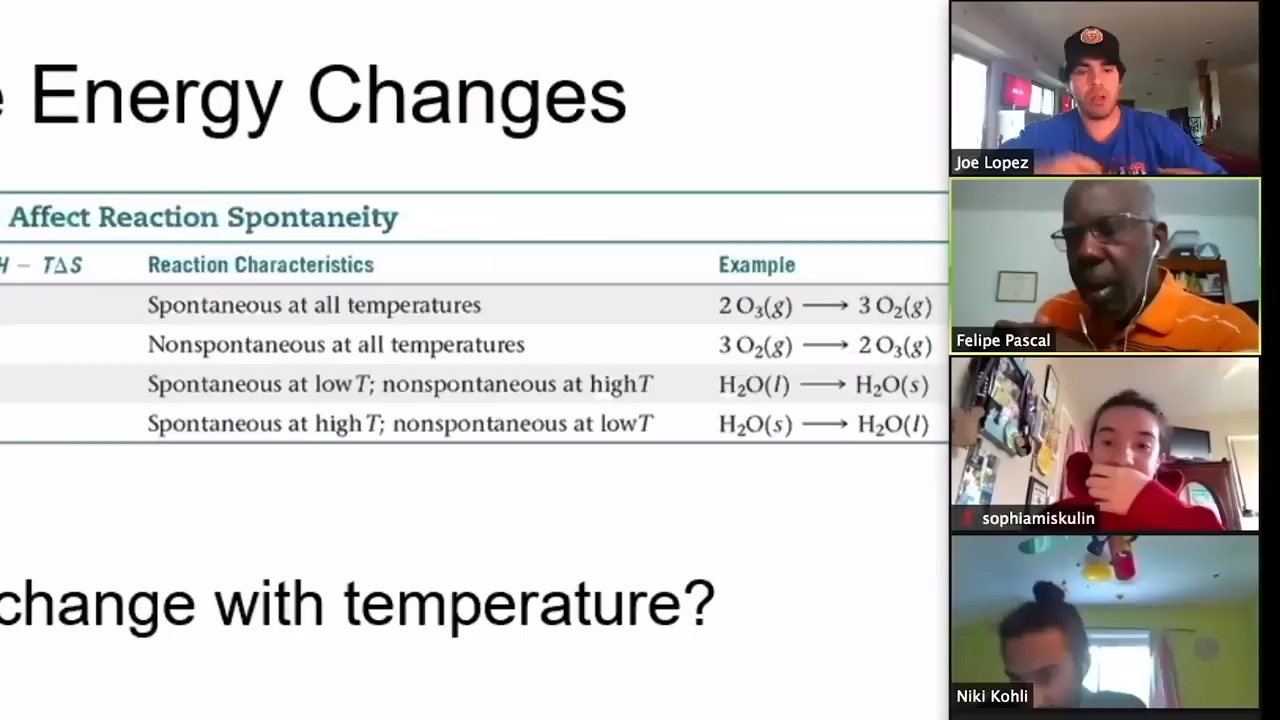 e Energy Changes
Affect Reaction Spontaneity
H − TΔS Reaction Characteristics Example
Spontaneous at all temperatures 2 O₃(g) ⟶ 3 O₂(g)
Nonspontaneous at all temperatures 3 O₂(g) ⟶ 2 O₃(g)
Spontaneous at low T; nonspontaneous at high T H₂O(l) ⟶ H₂O(s)
Spontaneous at high T; nonspontaneous at low T H₂O(s) ⟶ H₂O(l)
change with temperature?
Joe Lopez
Felipe Pascal
sophiamiskulin
Niki Kohli